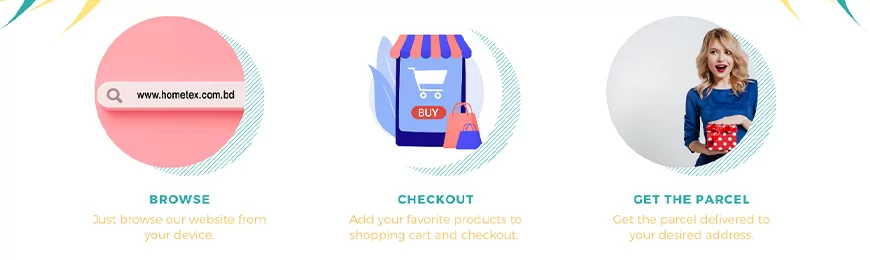 www.hometex.com.bd
BUY
BROWSE
Just browse our website from
your device.
CHECKOUT
Add your favorite products to
shopping cart and checkout.
GET THE PARCEL
Get the parcel delivered to
your desired address.